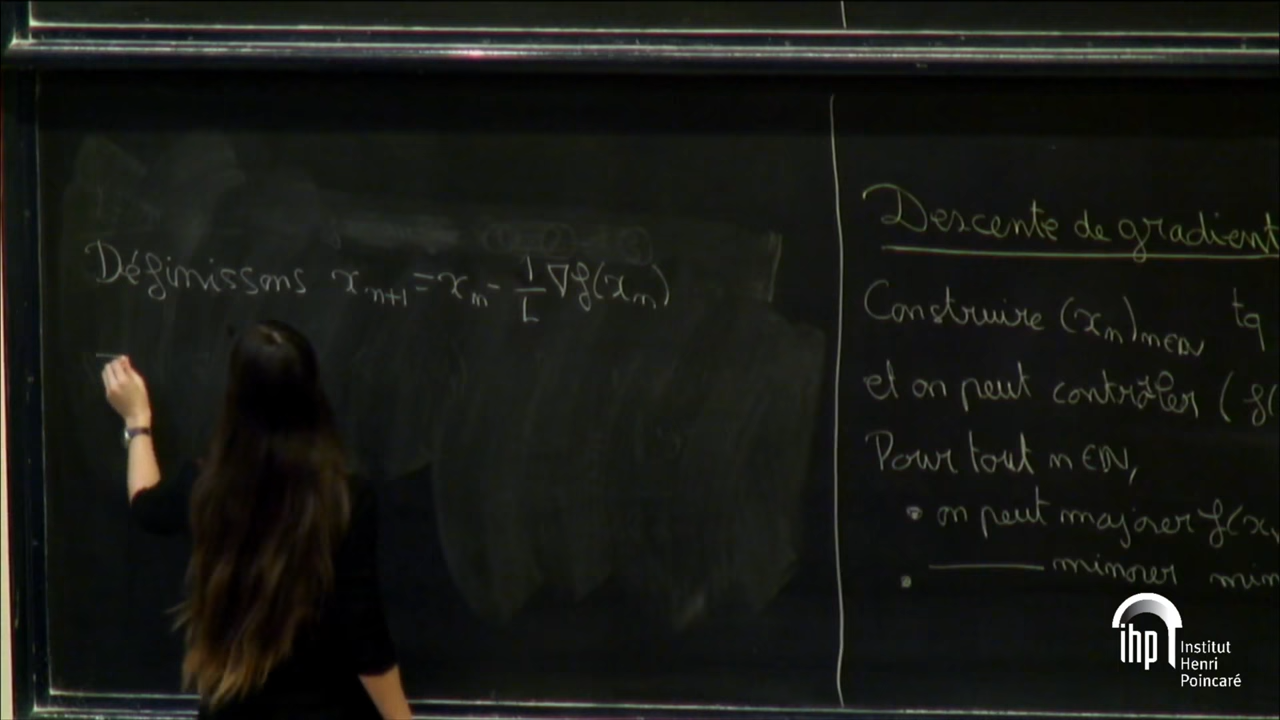 Définissons x_{n+1} = x_n - 1/L ∇f(x_n)
Descente de gradient
Construire (x_n)_{n∈ℕ} tq
et on peut contrôler (f(
Pour tout n∈ℕ,
• on peut majorer f(x_n
• ——— minorer min
ihp Institut
Henri
Poincaré